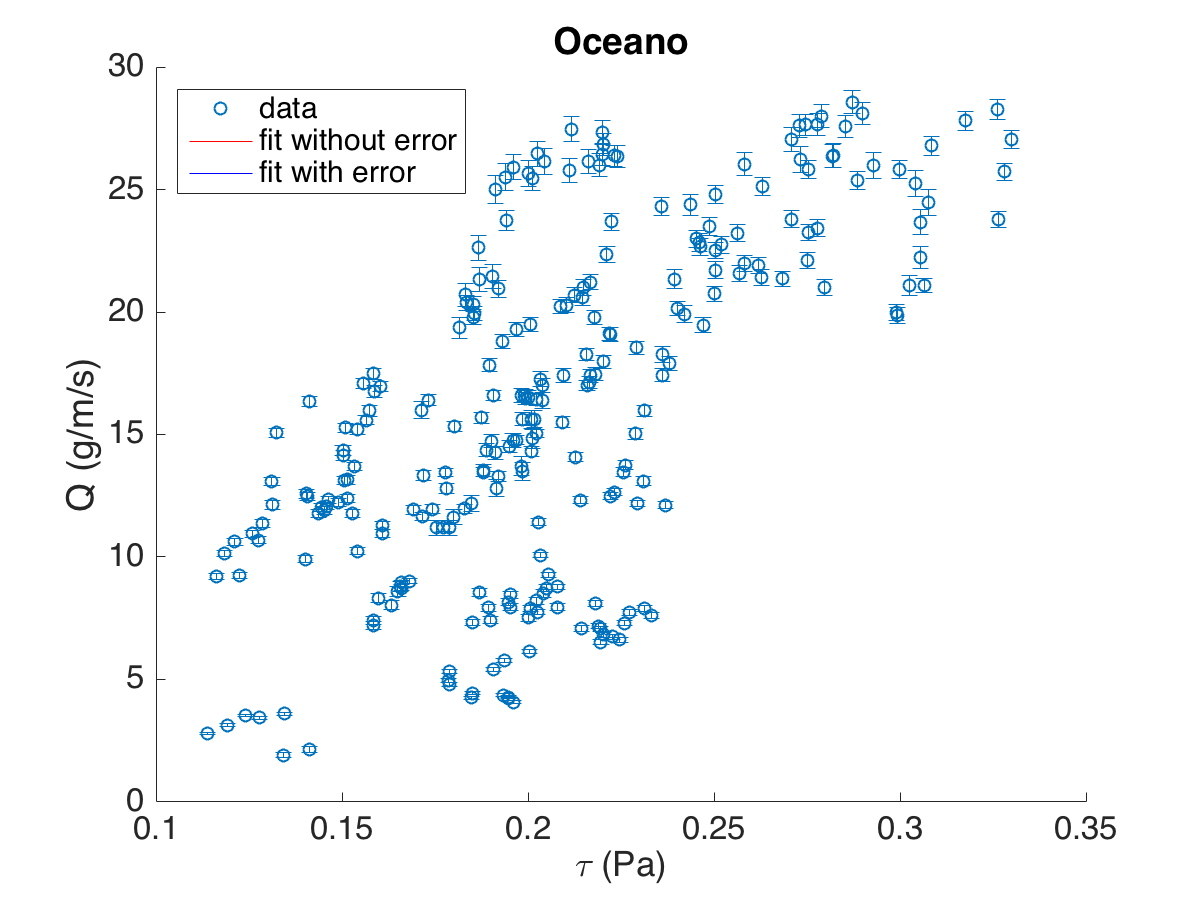 Oceano
30
data
fit without error
fit with error
25
20
15
10
5
0
Q (g/m/s)
0.1 0.15 0.2 0.25 0.3 0.35
τ (Pa)